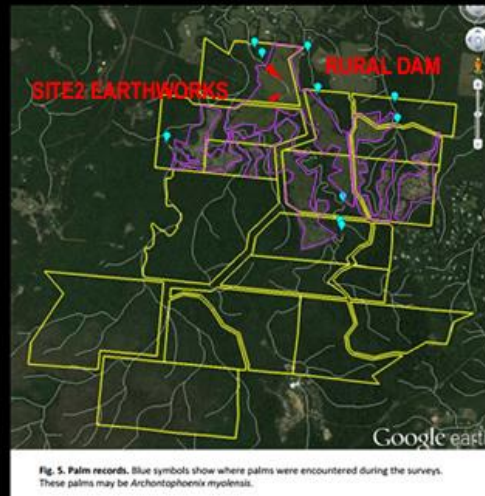 RURAL DAM
SITE2 EARTHWORKS
Google earth
Fig. 5. Palm records. Blue symbols show where palms were encountered during the surveys.
These palms may be Archontophoenix myolensis.